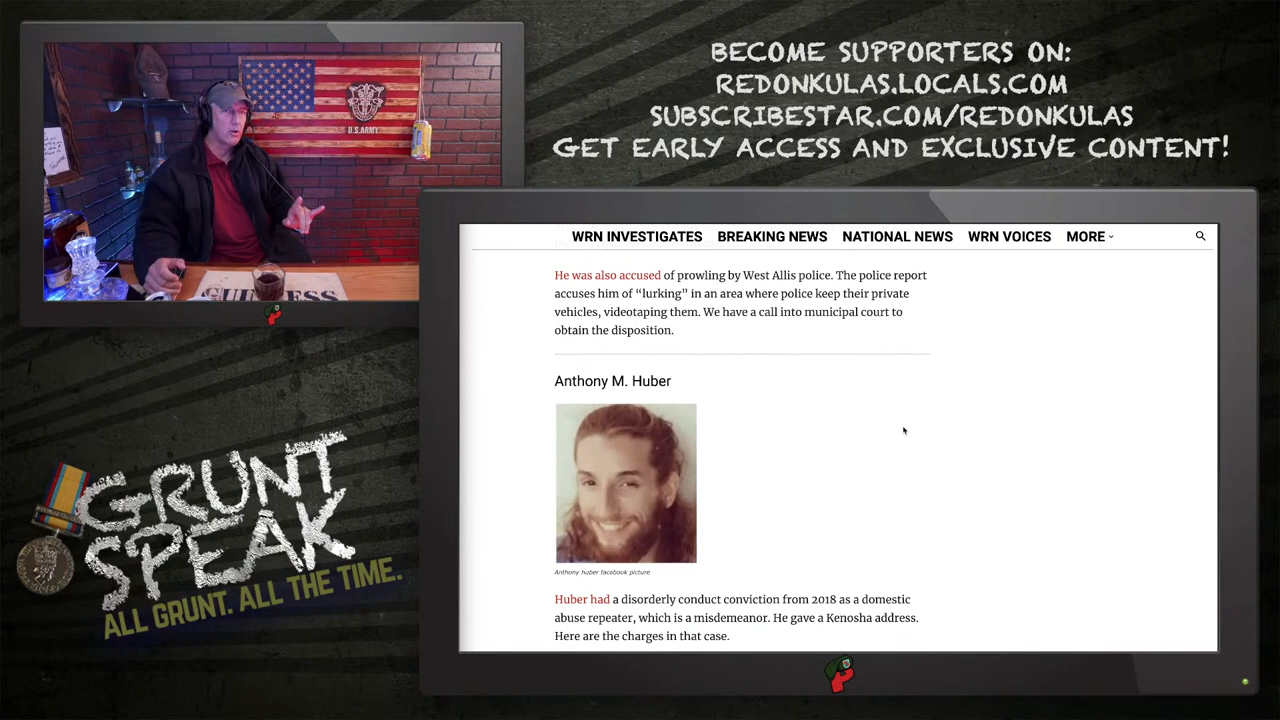 BECOME SUPPORTERS ON:
REDONKULAS.LOCALS.COM
SUBSCRIBESTAR.COM/REDONKULAS
GET EARLY ACCESS AND EXCLUSIVE CONTENT!
U.S. ARMY
GUINNESS
WRN INVESTIGATES BREAKING NEWS NATIONAL NEWS WRN VOICES MORE
He was also accused of prowling by West Allis police. The police report
accuses him of “lurking” in an area where police keep their private
vehicles, videotaping them. We have a call into municipal court to
obtain the disposition.
Anthony M. Huber
Anthony huber facebook picture
Huber had a disorderly conduct conviction from 2018 as a domestic
abuse repeater, which is a misdemeanor. He gave a Kenosha address.
Here are the charges in that case.
GRUNT
SPEAK
ALL GRUNT. ALL THE TIME.